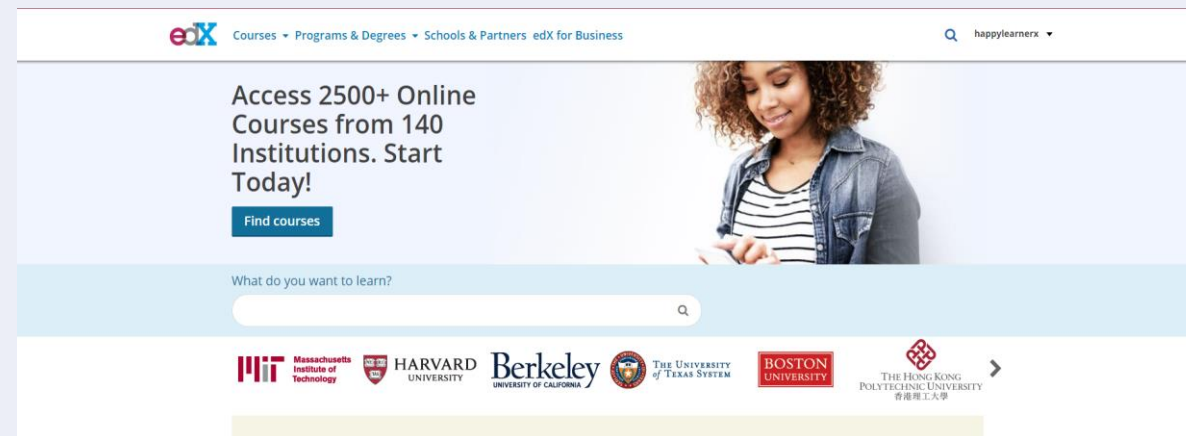 edX Courses Programs & Degrees Schools & Partners edX for Business happylearnerx
Access 2500+ Online
Courses from 140
Institutions. Start
Today!
Find courses
What do you want to learn?
Massachusetts
Institute of
Technology
HARVARD
UNIVERSITY
Berkeley
UNIVERSITY OF CALIFORNIA
THE UNIVERSITY
of TEXAS SYSTEM
BOSTON
UNIVERSITY
THE HONG KONG
POLYTECHNIC UNIVERSITY
香港理工大學